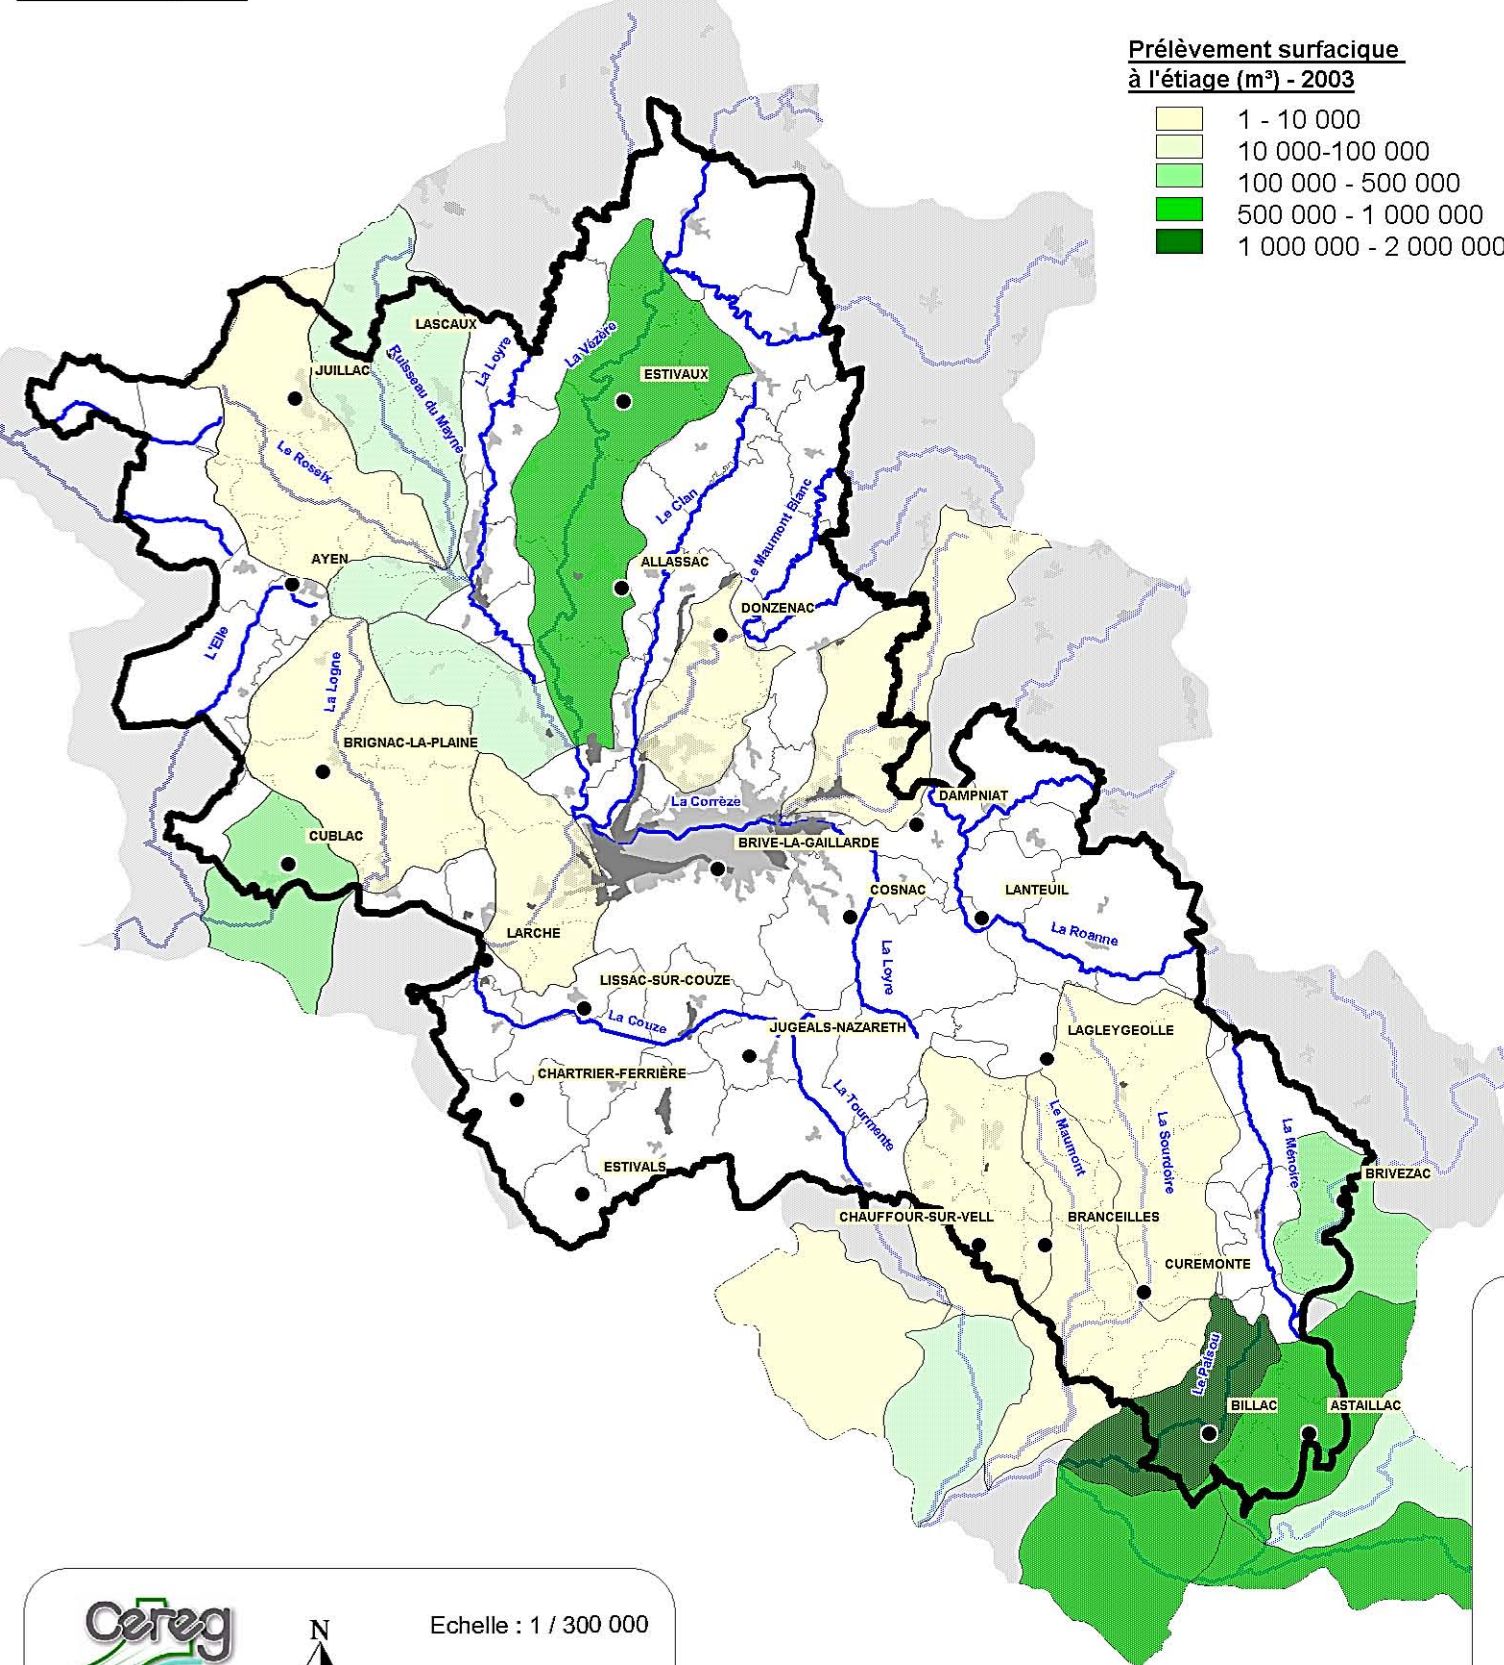 Prélèvement surfacique
à l'étiage (m³) - 2003
1 - 10 000
10 000-100 000
100 000 - 500 000
500 000 - 1 000 000
1 000 000 - 2 000 000
LASCAUX
La Loyre
La Vézère
JUILLAC
Ruisseau du Mayne
ESTIVAUX
Le Roseix
Le Clan
Le Maumont Blanc
AYEN
ALLASSAC
DONZENAC
L'Elle
La Logne
BRIGNAC-LA-PLAINE
La Corrèze
DAMPNIAT
CUBLAC
BRIVE-LA-GAILLARDE
COSNAC
LANTEUIL
LARCHE
La Roanne
La Loyre
LISSAC-SUR-COUZE
La Couze
JUGEALS-NAZARETH
LAGLEYGEOLLE
CHARTRIER-FERRIÈRE
La Tourmente
Le Maumont
La Sourdoire
La Ménoire
ESTIVALS
BRIVEZAC
CHAUFFOUR-SUR-VELL
BRANCEILLES
CUREMONTE
Le Palsou
BILLAC
ASTAILLAC
Cereg
N
Echelle : 1 / 300 000